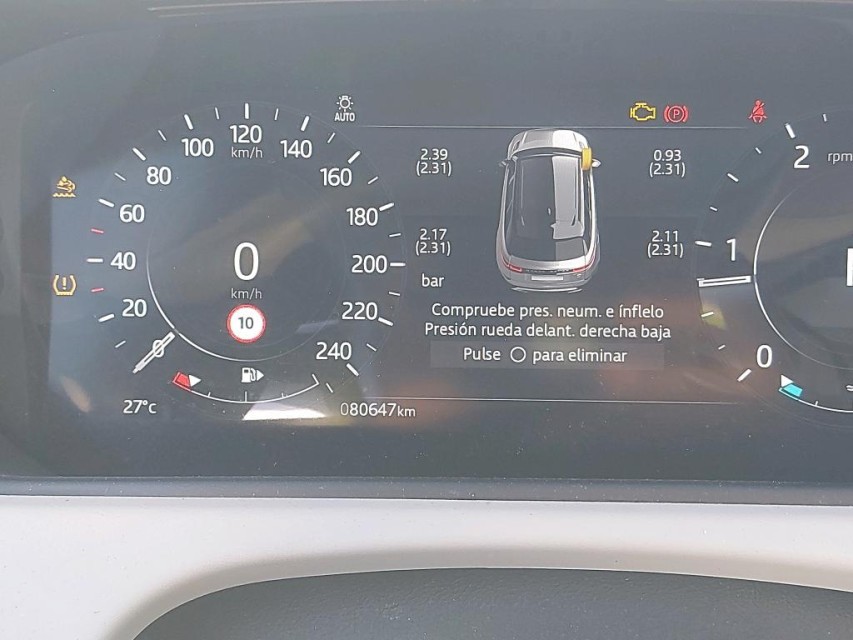 AUTO
100
120
140
km/h
80
160
60
180
40
200
20
220
0
240
0
km/h
10
27°c
080647km
2.39
(2.31)
0.93
(2.31)
2.17
(2.31)
2.11
(2.31)
bar
Compruebe pres. neum. e ínflelo
Presión rueda delant. derecha baja
Pulse O para eliminar
P
2
rpm
1
0